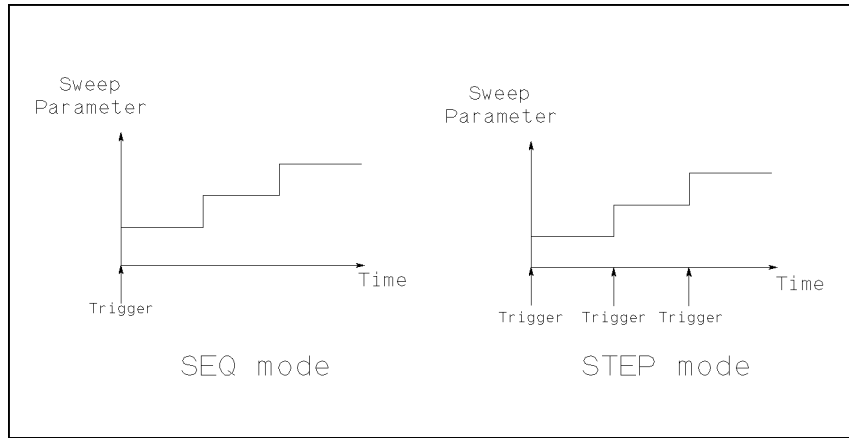 Sweep
Parameter
Time
Trigger
SEQ mode
Sweep
Parameter
Time
Trigger Trigger Trigger
STEP mode